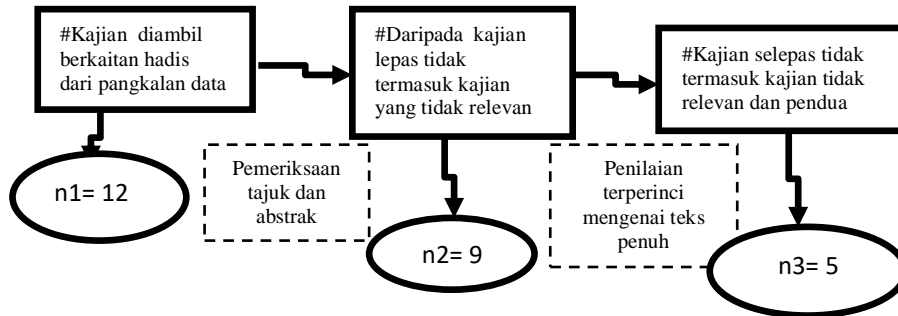 #Kajian diambil
berkaitan hadis
dari pangkalan data
#Daripada kajian
lepas tidak
termasuk kajian
yang tidak relevan
#Kajian selepas tidak
termasuk kajian tidak
relevan dan pendua
Pemeriksaan
tajuk dan
abstrak
Penilaian
terperinci
mengenai teks
penuh
n1= 12
n2= 9
n3= 5